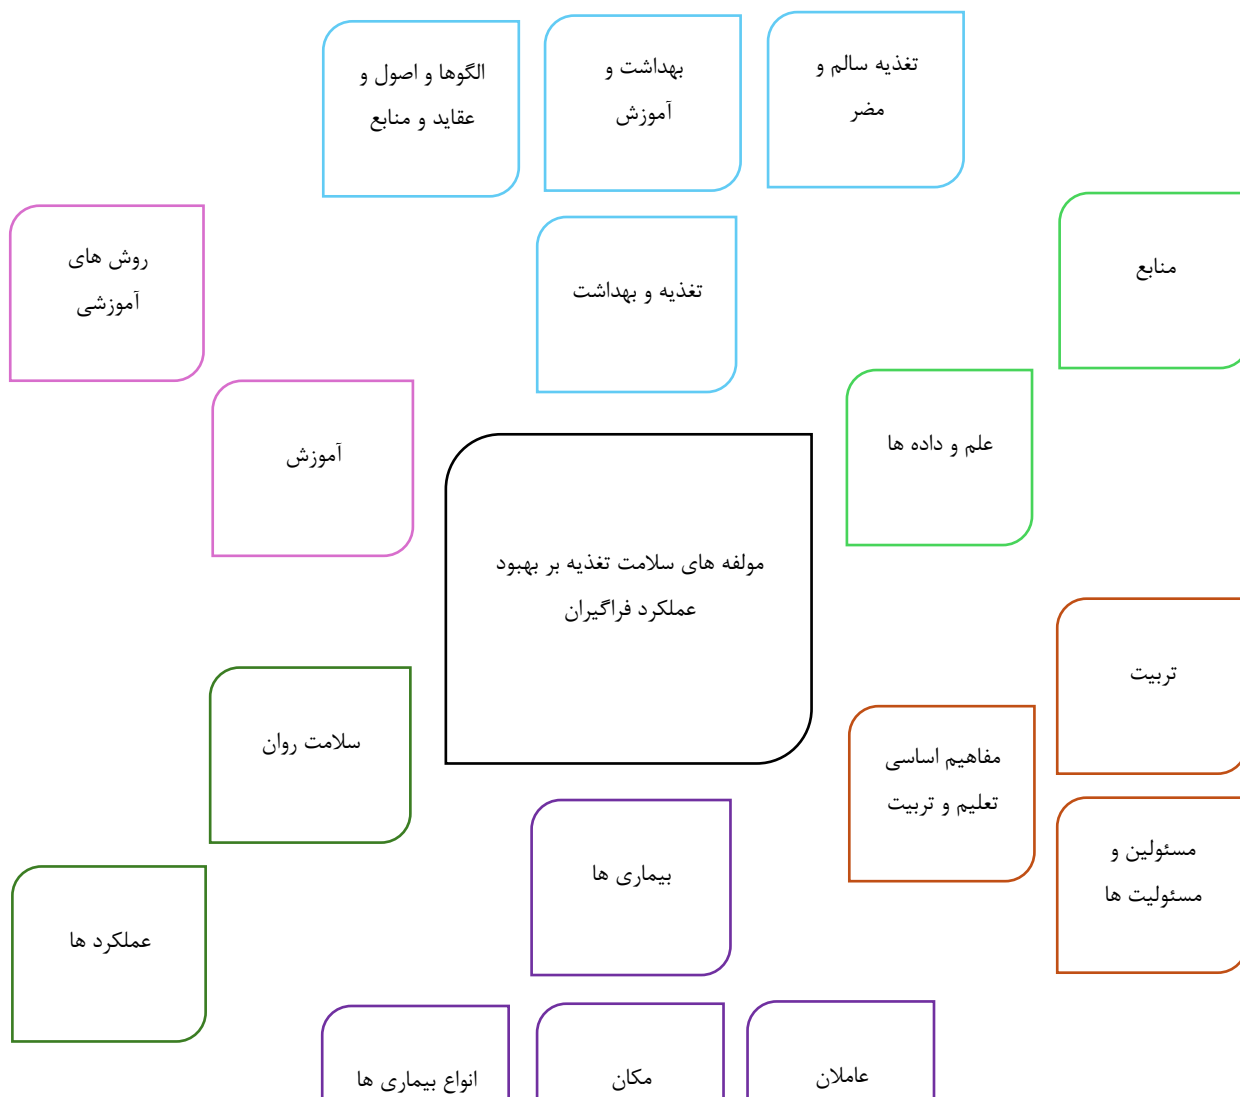 تغذیه سالم و
مضر
بهداشت و
آموزش
الگوها و اصول و
عقاید و منابع
منابع
تغذیه و بهداشت
روش های
آموزشی
علم و داده ها
آموزش
مولفه های سلامت تغذیه بر بهبود
عملکرد فراگیران
تربیت
مفاهیم اساسی
تعلیم و تربیت
سلامت روان
مسئولین و
مسئولیت ها
بیماری ها
عملکرد ها
عاملان
مکان
انواع بیماری ها